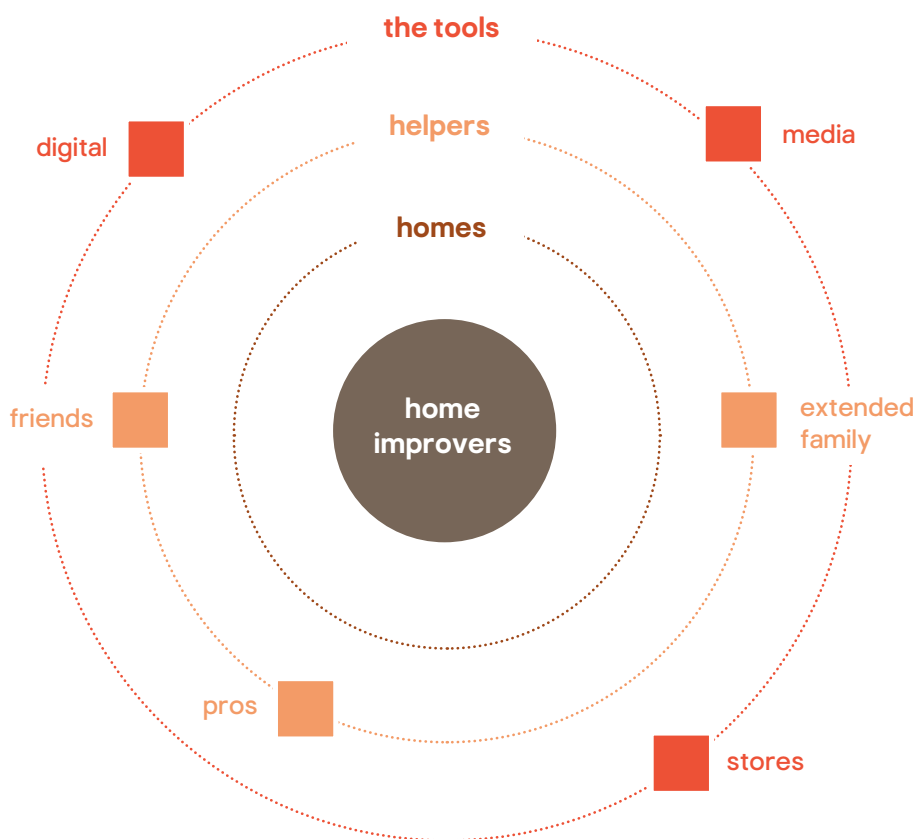 the tools
helpers
digital
media
homes
home
improvers
friends
extended
family
pros
stores